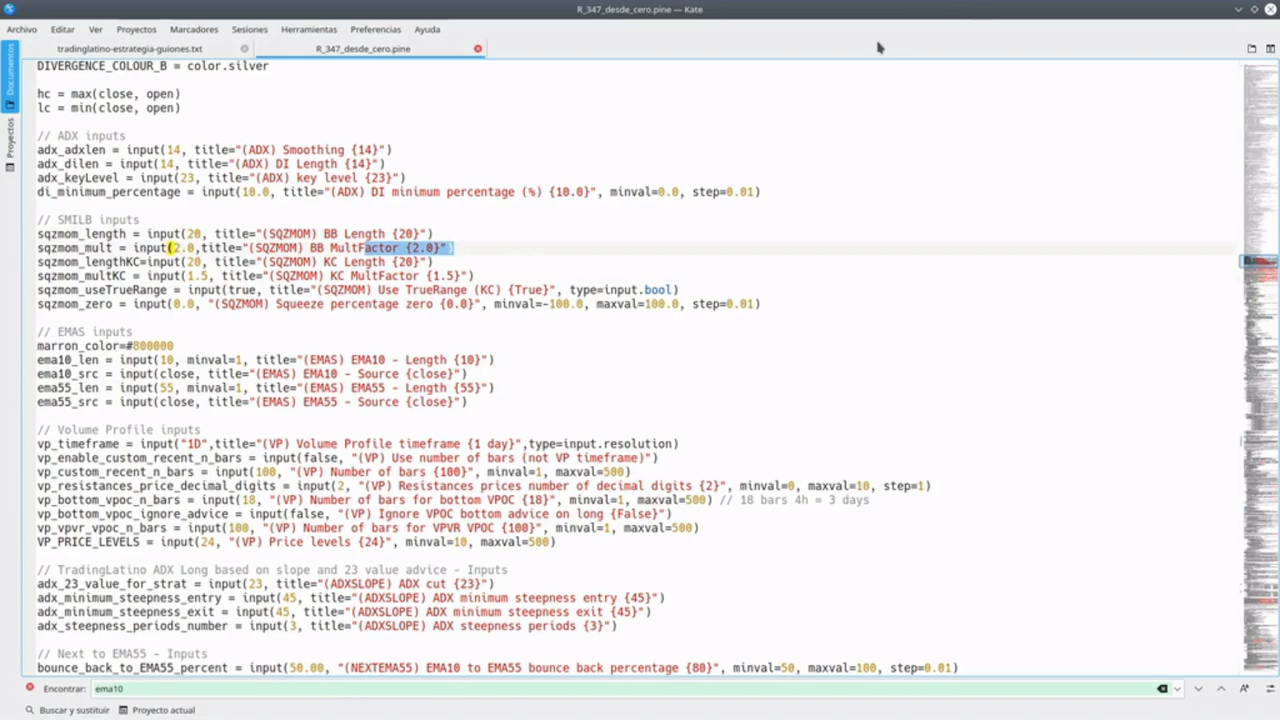 R_347_desde_cero.pine — Kate
Archivo Editar Ver Proyectos Marcadores Sesiones Herramientas Preferencias Ayuda
tradinglatino-estrategia-guiones.txt R_347_desde_cero.pine
Documentos
Proyectos
DIVERGENCE_COLOUR_B = color.silver
hc = max(close, open)
lc = min(close, open)
// ADX inputs
adx_adxlen = input(14, title="(ADX) Smoothing {14}")
adx_dilen = input(14, title="(ADX) DI Length {14}")
adx_keyLevel = input(23, title="(ADX) key level {23}")
di_minimum_percentage = input(10.0, title="(ADX) DI minimum percentage (%) {10.0}", minval=0.0, step=0.01)
// SMILB inputs
sqzmom_length = input(20, title="(SQZMOM) BB Length {20}")
sqzmom_mult = input(2.0,title="(SQZMOM) BB MultFactor {2.0}")
sqzmom_lengthKC=input(20, title="(SQZMOM) KC Length {20}")
sqzmom_multKC = input(1.5, title="(SQZMOM) KC MultFactor {1.5}")
sqzmom_useTrueRange = input(true, title="(SQZMOM) Use TrueRange (KC) {True}", type=input.bool)
sqzmom_zero = input(0.0, "(SQZMOM) Squeeze percentage zero {0.0}", minval=-100.0, maxval=100.0, step=0.01)
// EMAS inputs
marron_color=#800000
ema10_len = input(10, minval=1, title="(EMAS) EMA10 - Length {10}")
ema10_src = input(close, title="(EMAS) EMA10 - Source {close}")
ema55_len = input(55, minval=1, title="(EMAS) EMA55 - Length {55}")
ema55_src = input(close, title="(EMAS) EMA55 - Source {close}")
// Volume Profile inputs
vp_timeframe = input("1D",title="(VP) Volume Profile timeframe {1 day}",type=input.resolution)
vp_enable_custom_recent_n_bars = input(false, "(VP) Use number of bars (not VP timeframe)")
vp_custom_recent_n_bars = input(100, "(VP) Number of bars {100}", minval=1, maxval=500)
vp_resistances_price_decimal_digits = input(2, "(VP) Resistances prices number of decimal digits {2}", minval=0, maxval=10, step=1)
vp_bottom_vpoc_n_bars = input(18, "(VP) Number of bars for bottom VPOC {18}", minval=1, maxval=500) // 18 bars 4h = 3 days
vp_bottom_vpoc_ignore_advice = input(false, "(VP) Ignore VPOC bottom advice on long {False}")
vp_vpvr_vpoc_n_bars = input(100, "(VP) Number of bars for VPVR VPOC {100}", minval=1, maxval=500)
VP_PRICE_LEVELS = input(24, "(VP) Price levels {24}", minval=10, maxval=500)
// TradingLatino ADX Long based on slope and 23 value advice - Inputs
adx_23_value_for_strat = input(23, title="(ADXSLOPE) ADX cut {23}")
adx_minimum_steepness_entry = input(45, title="(ADXSLOPE) ADX minimum steepness entry {45}")
adx_minimum_steepness_exit = input(45, title="(ADXSLOPE) ADX minimum steepness exit {45}")
adx_steepness_periods_number = input(3, title="(ADXSLOPE) ADX steepness periods {3}")
// Next to EMA55 - Inputs
bounce_back_to_EMA55_percent = input(50.00, "(NEXTEMA55) EMA10 to EMA55 bounce back percentage {80}", minval=50, maxval=100, step=0.01)
Encontrar: ema10
Buscar y sustituir Proyecto actual